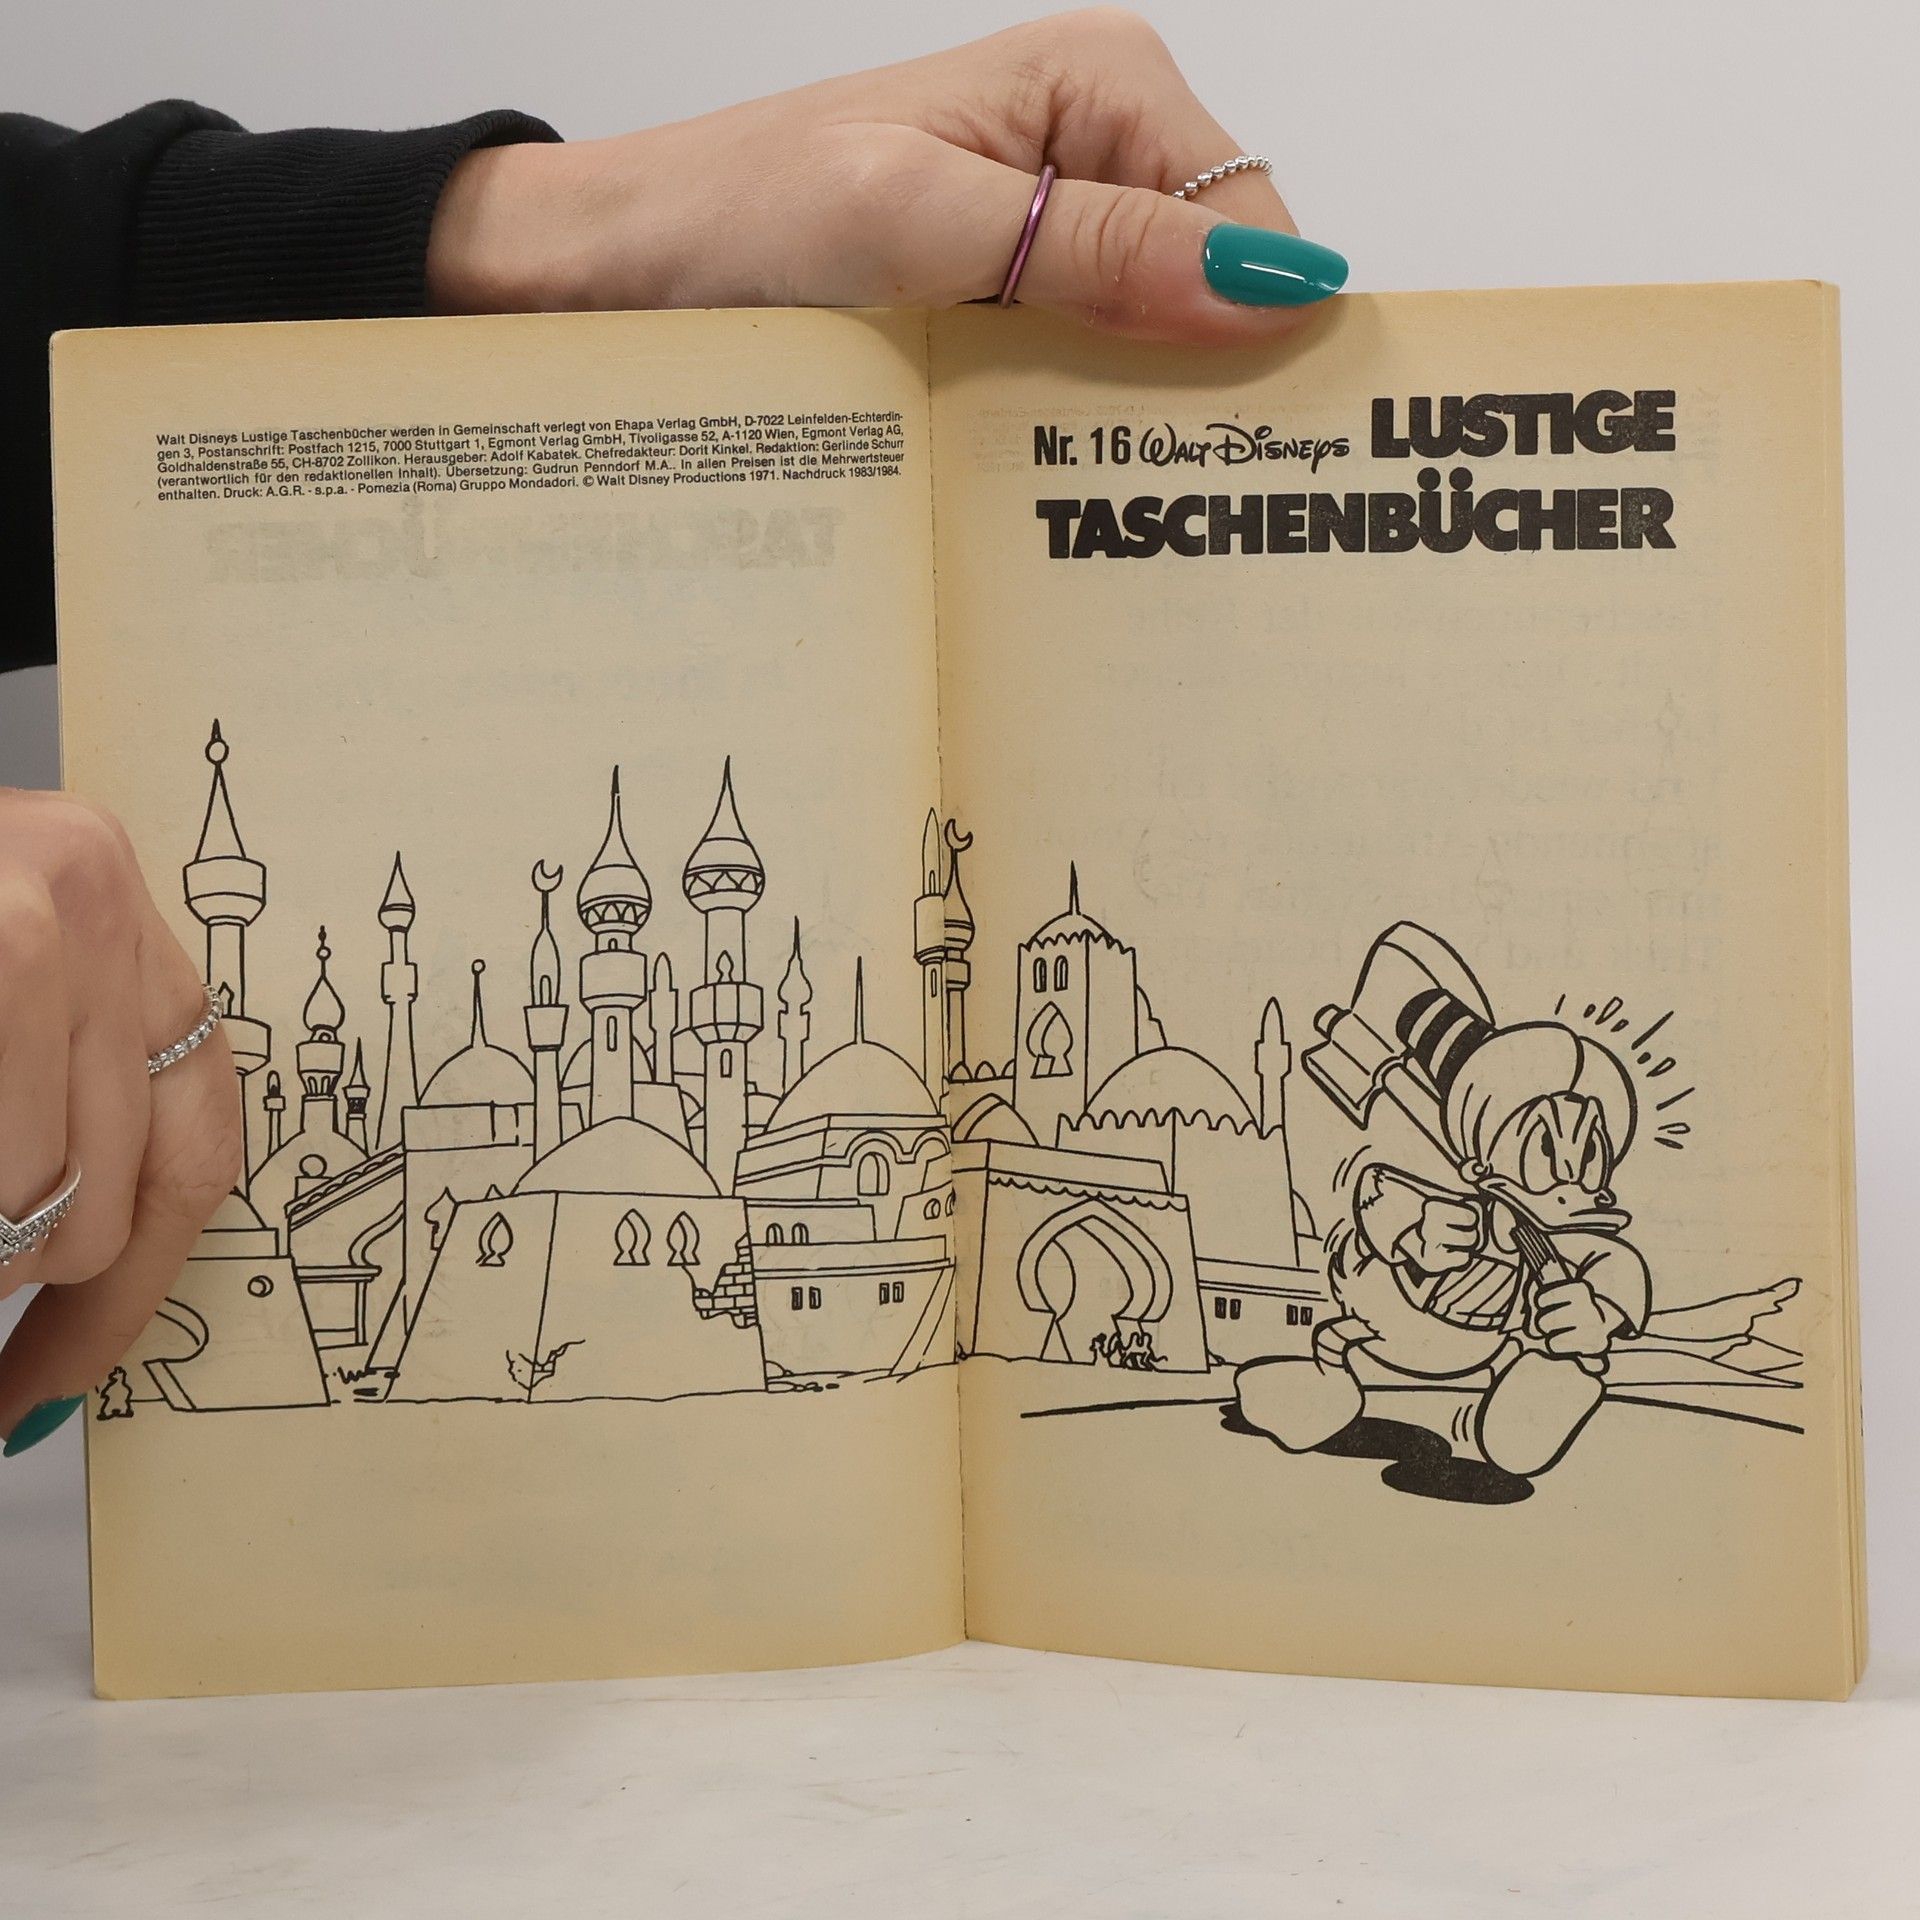 Walt Disneys Lustige Taschenbücher werden in Gemeinschaft verlegt von Ehapa Verlag GmbH, D-7022 Leinfelden-Echterdin-
gen 3, Postanschrift: Postfach 1215, 7000 Stuttgart 1, Egmont Verlag GmbH, Tivoligasse 52, A-1120 Wien, Egmont Verlag AG,
Goldhaldenstraße 55, CH-8702 Zollikon. Herausgeber: Adolf Kabatek. Chefredakteur: Dorit Kinkel. Redaktion: Gerlinde Schurr
(verantwortlich für den redaktionellen Inhalt). Übersetzung: Gudrun Penndorf M.A.. In allen Preisen ist die Mehrwertsteuer
enthalten. Druck: A.G.R. - s.p.a. - Pomezia (Roma) Gruppo Mondadori. © Walt Disney Productions 1971. Nachdruck 1983/1984.
Nr. 16 WALT DISNEYS LUSTIGE
TASCHENBÜCHER